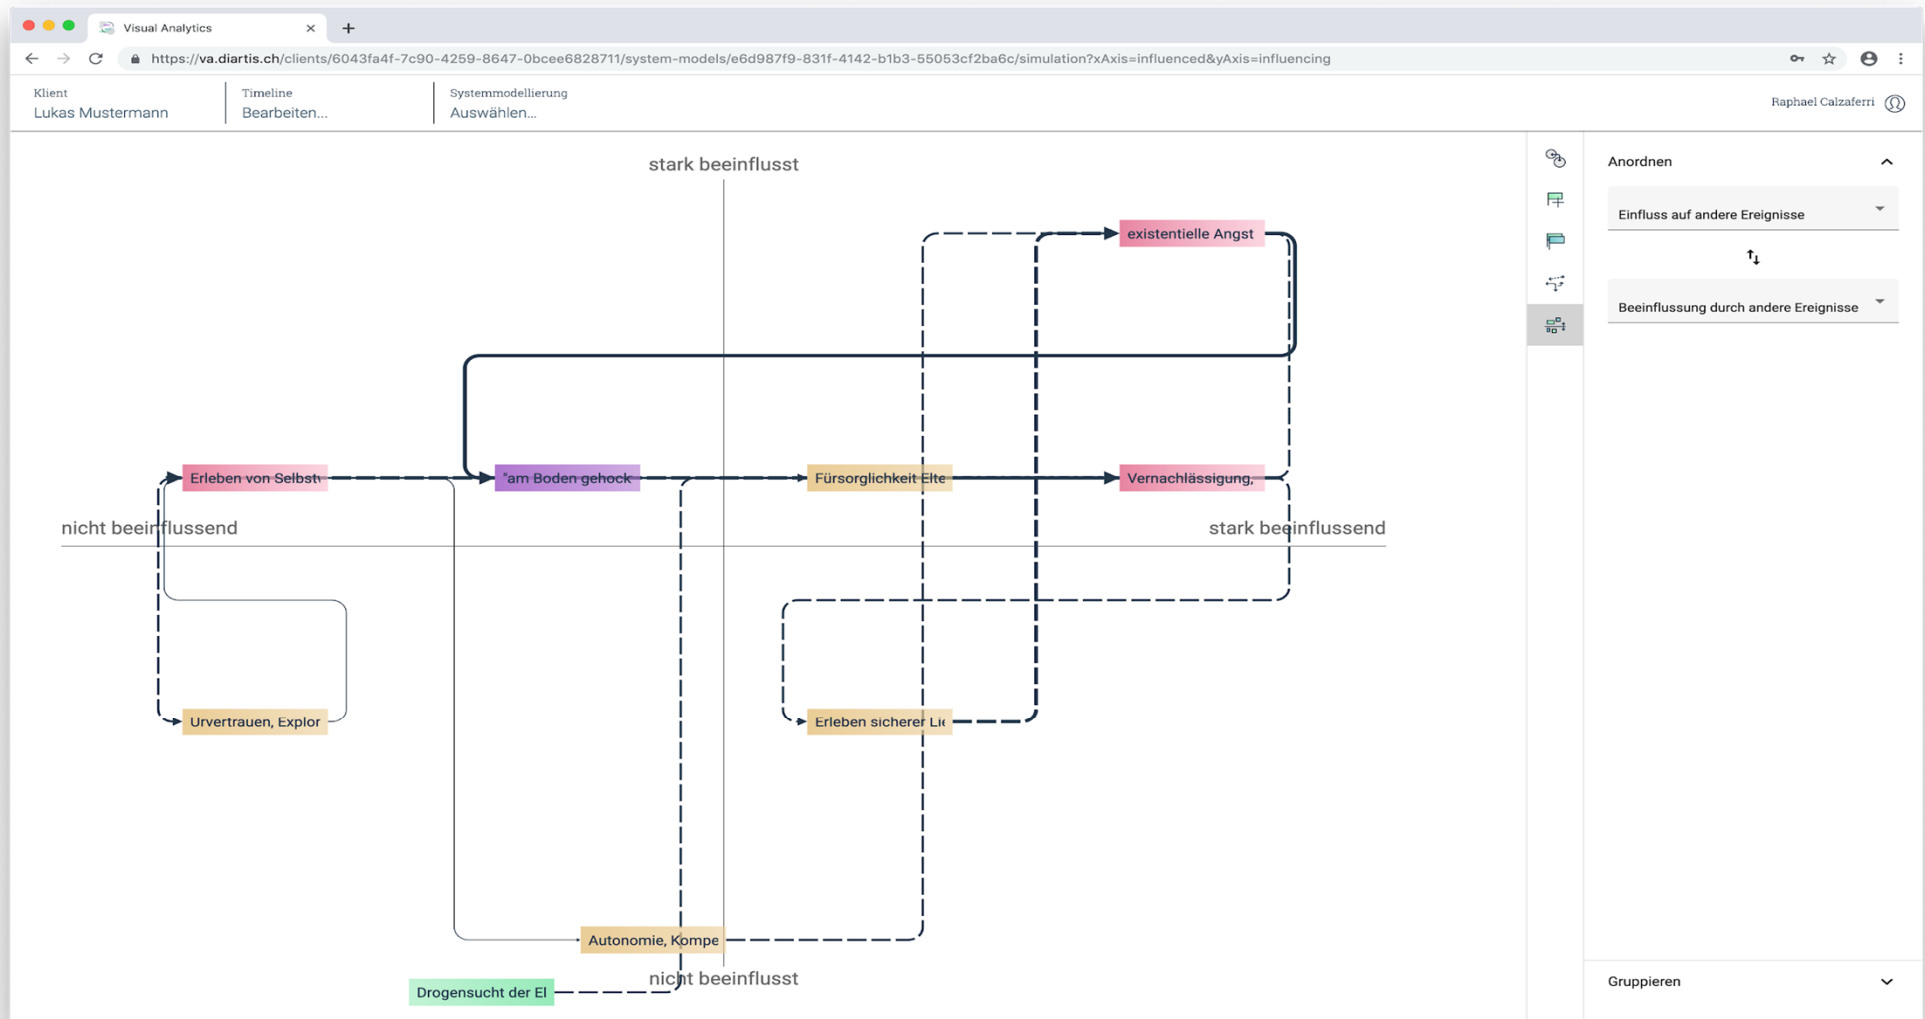 Visual Analytics
https://va.diartis.ch/clients/6043fa4f-7c90-4259-8647-0bcee6828711/system-models/e6d987f9-831f-4142-b1b3-55053cf2ba6c/simulation?xAxis=influenced&yAxis=influencing
Klient
Lukas Mustermann
Timeline
Bearbeiten...
Systemmodellierung
Auswählen...
Raphael Calzaferri
stark beeinflusst
existentielle Angst
Erleben von Selbstv
"am Boden gehock
Fürsorglichkeit Elte
Vernachlässigung,
nicht beeinflussend
stark beeinflussend
Urvertrauen, Explor
Erleben sicherer Lie
Autonomie, Kompe
nicht beeinflusst
Drogensucht der El
Anordnen
Einfluss auf andere Ereignisse
Beeinflussung durch andere Ereignisse
Gruppieren